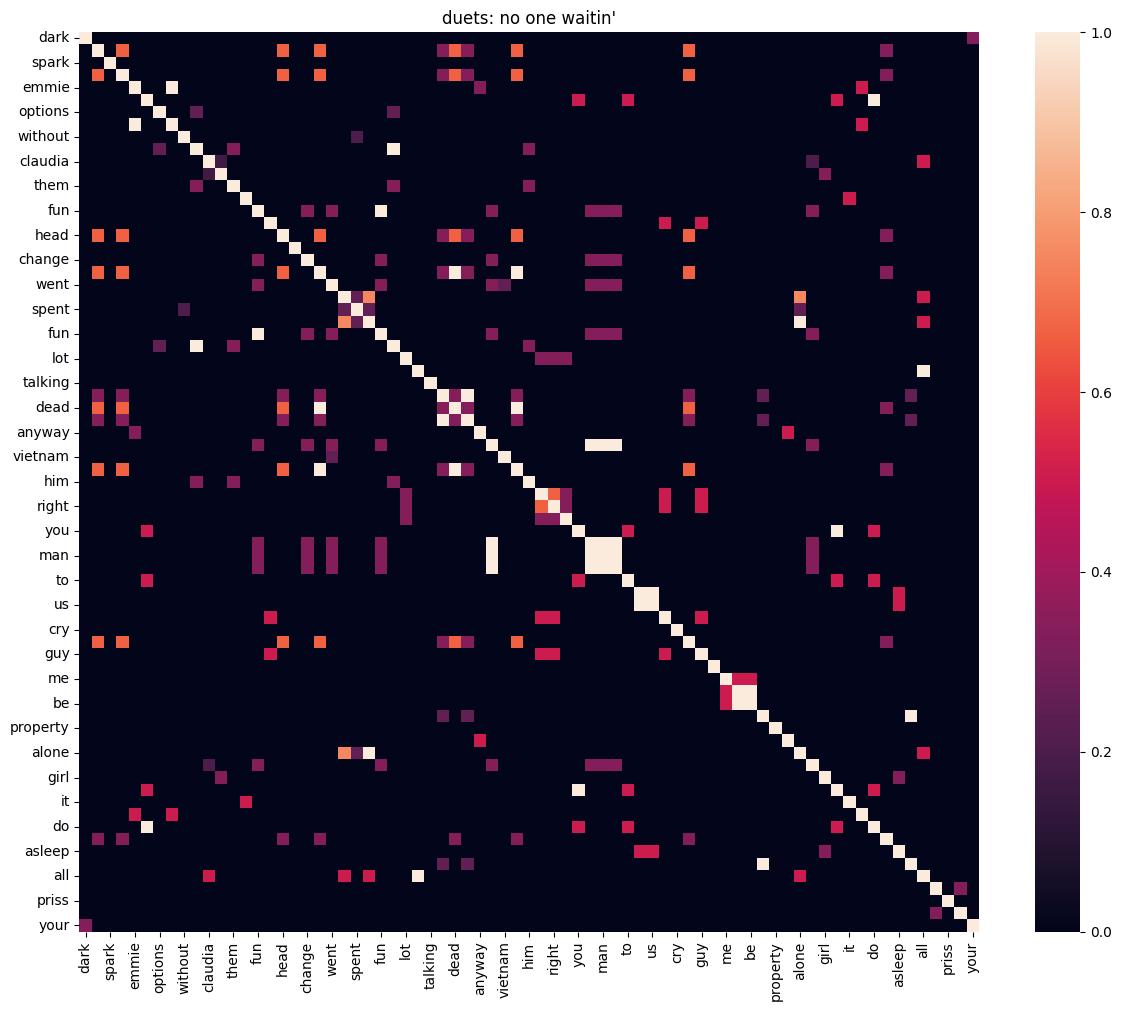 duets: no one waitin'
dark
spark
emmie
options
without
claudia
them
fun
head
change
went
spent
fun
lot
talking
dead
anyway
vietnam
him
right
you
man
to
us
cry
guy
me
be
property
alone
girl
it
do
asleep
all
priss
your
1.0
0.8
0.6
0.4
0.2
0.0
dark
spark
emmie
options
without
claudia
them
fun
head
change
went
spent
fun
lot
talking
dead
anyway
vietnam
him
right
you
man
to
us
cry
guy
me
be
property
alone
girl
it
do
asleep
all
priss
your